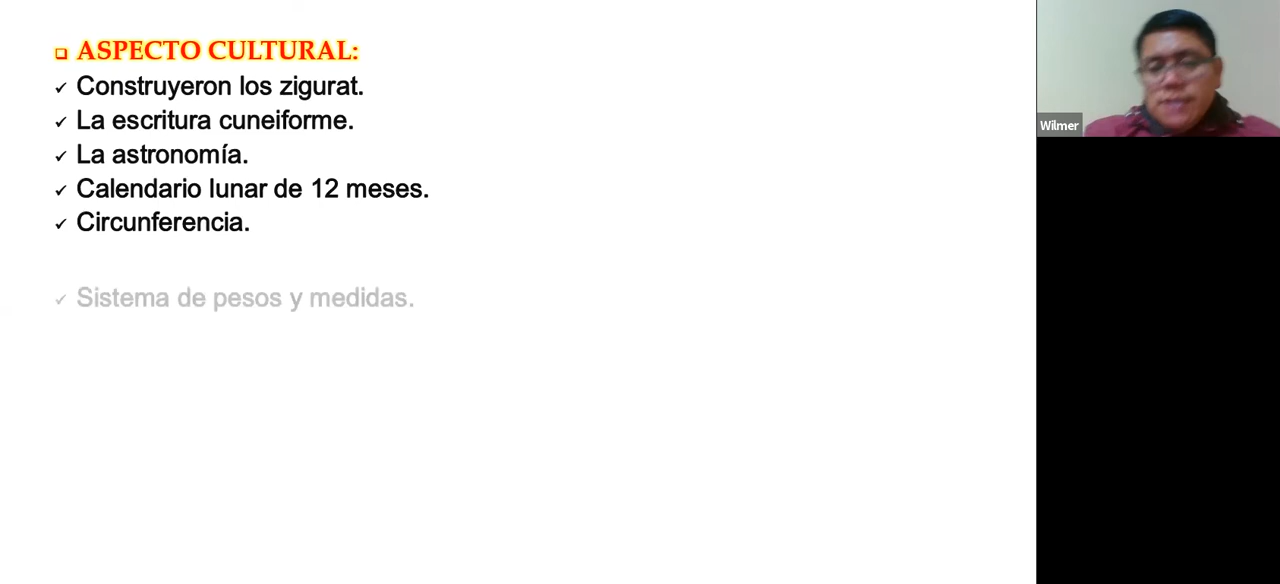 ASPECTO CULTURAL:
Construyeron los zigurat.
La escritura cuneiforme.
La astronomía.
Calendario lunar de 12 meses.
Circunferencia.
Sistema de pesos y medidas.
Wilmer